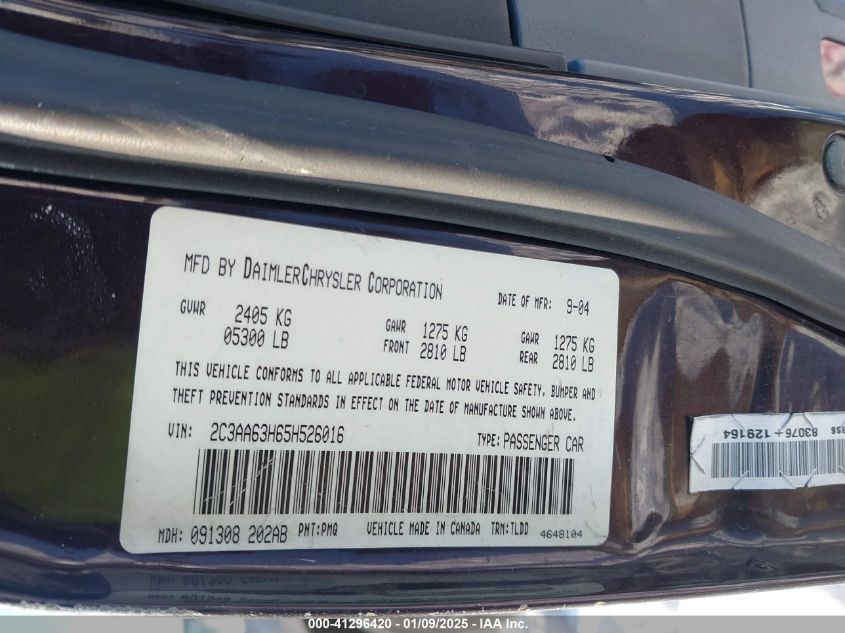 MFD BY DAIMLERCHRYSLER CORPORATION DATE OF MFR: 9-04
GVWR 2405 KG GAWR 1275 KG GAWR 1275 KG
05300 LB FRONT 2810 LB REAR 2810 LB
THIS VEHICLE CONFORMS TO ALL APPLICABLE FEDERAL MOTOR VEHICLE SAFETY, BUMPER AND
THEFT PREVENTION STANDARDS IN EFFECT ON THE DATE OF MANUFACTURE SHOWN ABOVE.
VIN: 2C3AA63H65H526016 TYPE: PASSENGER CAR
MDH: 091308 202AB PNT:PMQ VEHICLE MADE IN CANADA TRM:TLDD 4648104
83076-129164
000-41296420 - 01/09/2025 - IAAI.com